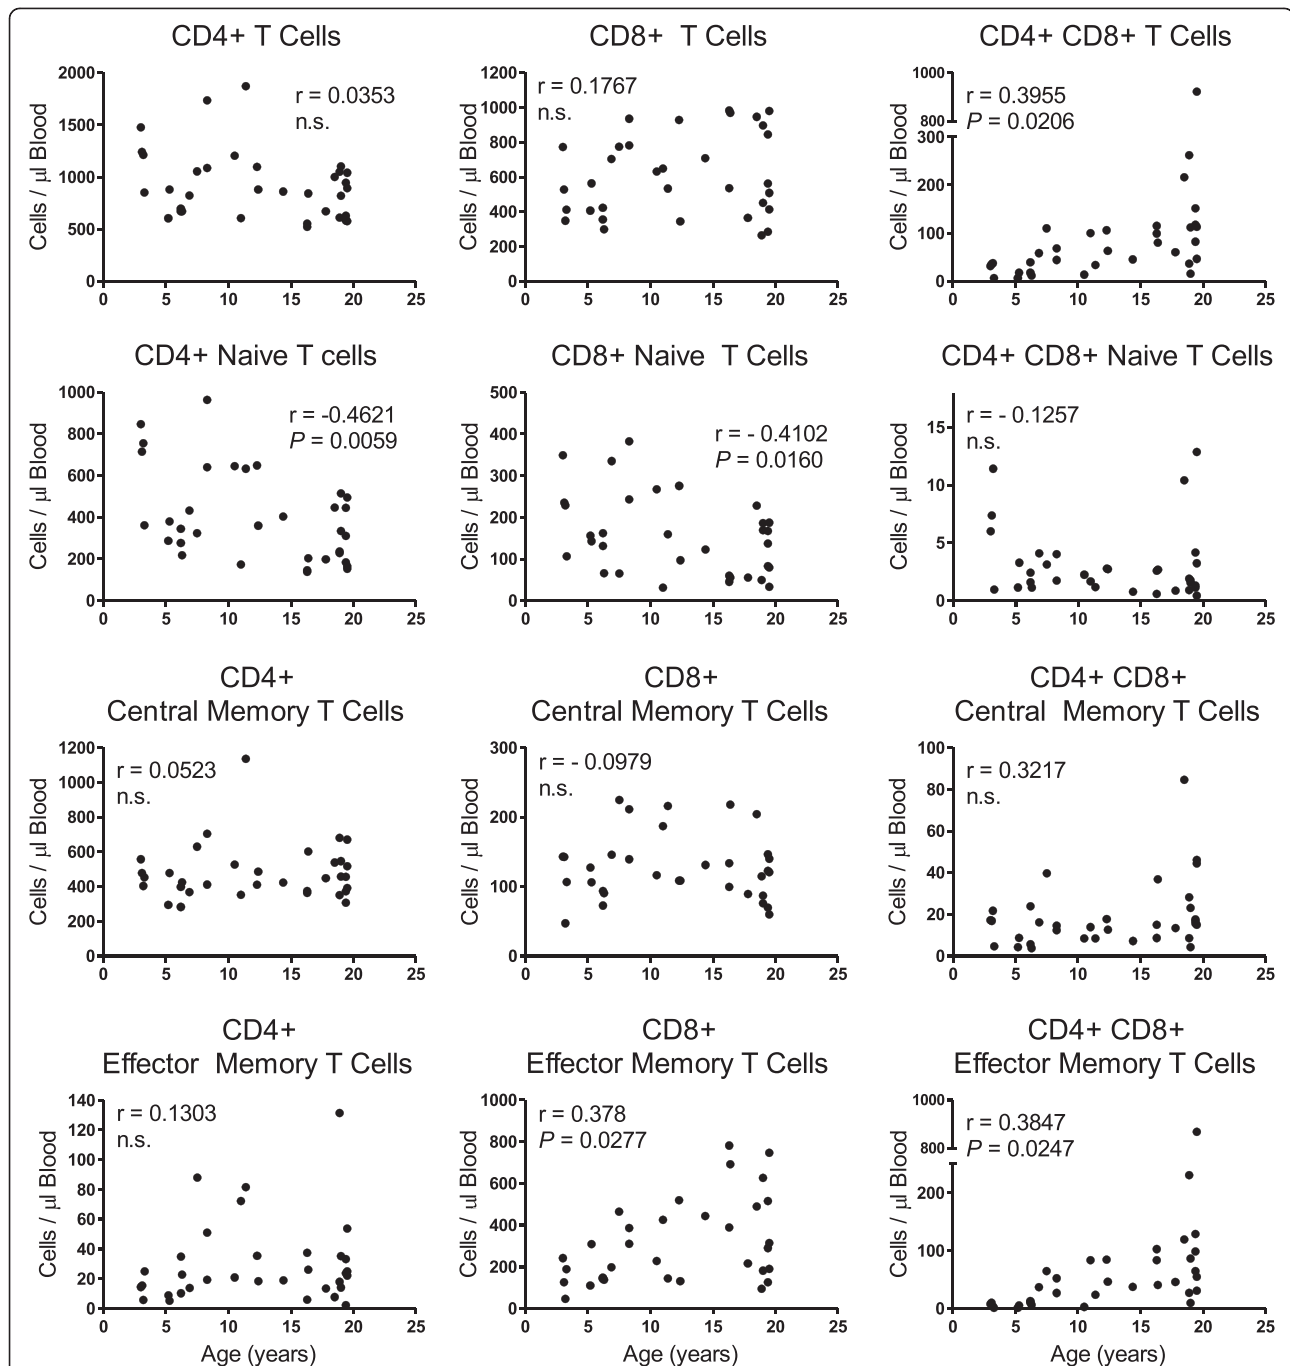 CD4+ T Cells
CD8+ T Cells
CD4+ CD8+ T Cells
Cells / μl Blood
2000
1500
1000
500
0
r = 0.0353
n.s.
0 5 10 15 20 25
Cells / μl Blood
1200
1000
800
600
400
200
0
r = 0.1767
n.s.
0 5 10 15 20 25
Cells / μl Blood
1000
800
300
200
100
0
r = 0.3955
P = 0.0206
0 5 10 15 20 25
CD4+ Naive T cells
CD8+ Naive T Cells
CD4+ CD8+ Naive T Cells
Cells / μl Blood
1000
800
600
400
200
0
r = -0.4621
P = 0.0059
0 5 10 15 20 25
Cells / μl Blood
500
400
300
200
100
0
r = - 0.4102
P = 0.0160
0 5 10 15 20 25
Cells / μl Blood
15
10
5
0
r = - 0.1257
n.s.
0 5 10 15 20 25
CD4+
Central Memory T Cells
CD8+
Central Memory T Cells
CD4+ CD8+
Central Memory T Cells
Cells / μl Blood
1200
1000
800
600
400
200
0
r = 0.0523
n.s.
0 5 10 15 20 25
Cells / μl Blood
300
200
100
0
r = - 0.0979
n.s.
0 5 10 15 20 25
Cells / μl Blood
100
80
60
40
20
0
r = 0.3217
n.s.
0 5 10 15 20 25
CD4+
Effector Memory T Cells
CD8+
Effector Memory T Cells
CD4+ CD8+
Effector Memory T Cells
Cells / μl Blood
140
120
100
80
60
40
20
0
r = 0.1303
n.s.
0 5 10 15 20 25
Age (years)
Cells / μl Blood
1000
800
600
400
200
0
r = 0.378
P = 0.0277
0 5 10 15 20 25
Age (years)
Cells / μl Blood
1000
800
200
100
0
r = 0.3847
P = 0.0247
0 5 10 15 20 25
Age (years)